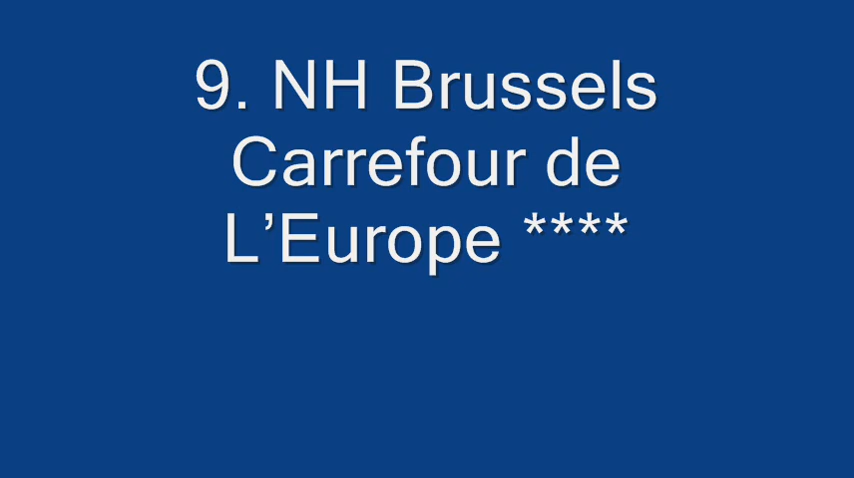 9. NH Brussels
Carrefour de
L’Europe ****